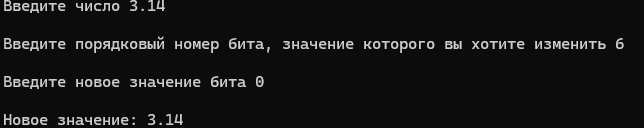 Введите число 3.14
Введите порядковый номер бита, значение которого вы хотите изменить 6
Введите новое значение бита 0
Новое значение: 3.14